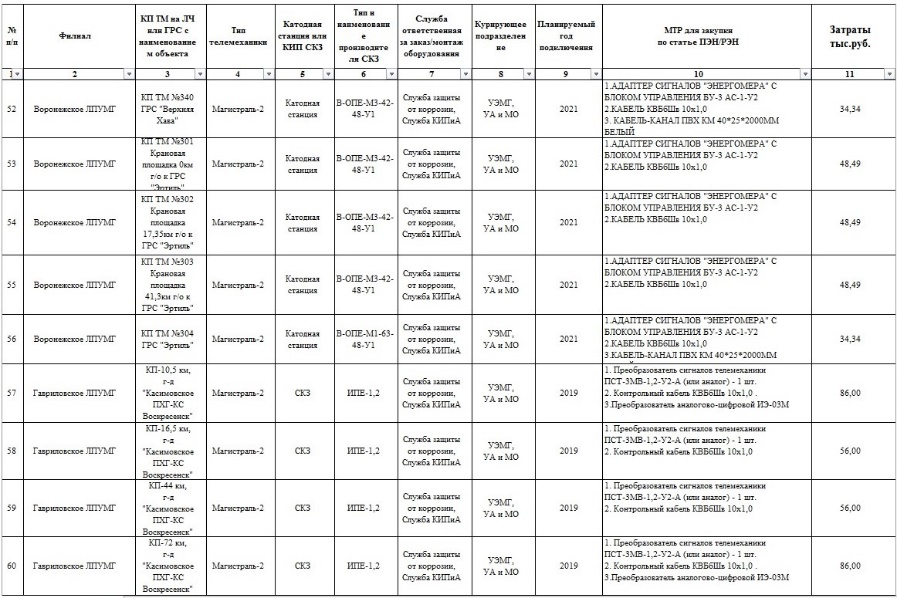 № п/п
Филиал
КП ТМ на ЛЧ или ГРС с наименованием объекта
Тип телемеханики
Катодная станция или КИП СКЗ
Тип и наименование производителя СКЗ
Служба ответственная за заказ/монтаж оборудования
Курирующее подразделение
Планируемый год подключения
МТР для закупки по статье ПЭН/РЭН
Затраты тыс.руб.
1 2 3 4 5 6 7 8 9 10 11
52
Воронежское ЛПУМГ
КП ТМ №340
ГРС "Верхняя
Хава"
Магистраль-2
Катодная
станция
В-ОПЕ-М3-42-
48-У1
Служба защиты
от коррозии,
Служба КИПиА
УЭМГ,
УА и МО
2021
1.АДАПТЕР СИГНАЛОВ "ЭНЕРГОМЕРА" С
БЛОКОМ УПРАВЛЕНИЯ БУ-3 АС-1-У2
2.КАБЕЛЬ КВБбШв 10х1,0
3. КАБЕЛЬ-КАНАЛ ПВХ КМ 40*25*2000ММ
БЕЛЫЙ
34,34
53
Воронежское ЛПУМГ
КП ТМ №301
Крановая
площадка 0км
г/о к ГРС
"Эртиль"
Магистраль-2
Катодная
станция
В-ОПЕ-М3-42-
48-У1
Служба защиты
от коррозии,
Служба КИПиА
УЭМГ,
УА и МО
2021
1.АДАПТЕР СИГНАЛОВ "ЭНЕРГОМЕРА" С
БЛОКОМ УПРАВЛЕНИЯ БУ-3 АС-1-У2
2.КАБЕЛЬ КВБбШв 10х1,0
48,49
54
Воронежское ЛПУМГ
КП ТМ №302
Крановая
площадка
17,35км г/о к
ГРС "Эртиль"
Магистраль-2
Катодная
станция
В-ОПЕ-М3-42-
48-У1
Служба защиты
от коррозии,
Служба КИПиА
УЭМГ,
УА и МО
2021
1.АДАПТЕР СИГНАЛОВ "ЭНЕРГОМЕРА" С
БЛОКОМ УПРАВЛЕНИЯ БУ-3 АС-1-У2
2.КАБЕЛЬ КВБбШв 10х1,0
48,49
55
Воронежское ЛПУМГ
КП ТМ №303
Крановая
площадка
41,3км г/о к
ГРС "Эртиль"
Магистраль-2
Катодная
станция
В-ОПЕ-М3-42-
48-У1
Служба защиты
от коррозии,
Служба КИПиА
УЭМГ,
УА и МО
2021
1.АДАПТЕР СИГНАЛОВ "ЭНЕРГОМЕРА" С
БЛОКОМ УПРАВЛЕНИЯ БУ-3 АС-1-У2
2.КАБЕЛЬ КВБбШв 10х1,0
48,49
56
Воронежское ЛПУМГ
КП ТМ №304
ГРС "Эртиль"
Магистраль-2
Катодная
станция
В-ОПЕ-М1-63-
48-У1
Служба защиты
от коррозии,
Служба КИПиА
УЭМГ,
УА и МО
2021
1.АДАПТЕР СИГНАЛОВ "ЭНЕРГОМЕРА" С
БЛОКОМ УПРАВЛЕНИЯ БУ-3 АС-1-У2
2.КАБЕЛЬ КВБбШв 10х1,0
3.КАБЕЛЬ-КАНАЛ ПВХ КМ 40*25*2000ММ
34,34
57
Гавриловское ЛПУМГ
КП-10,5 км,
г-д
"Касимовское
ПХГ-КС
Воскресенск"
Магистраль-2
СКЗ
ИПЕ-1,2
Служба защиты
от коррозии,
Служба КИПиА
УЭМГ,
УА и МО
2019
1. Преобразователь сигналов телемеханики
ПСТ-3МВ-1,2-У2-А (или аналог) - 1 шт.
2. Контрольный кабель КВБбШв 10х1,0 .
3.Преобразователь аналогово-цифровой ИЭ-03М
86,00
58
Гавриловское ЛПУМГ
КП-16,5 км,
г-д
"Касимовское
ПХГ-КС
Воскресенск"
Магистраль-2
СКЗ
ИПЕ-1,2
Служба защиты
от коррозии,
Служба КИПиА
УЭМГ,
УА и МО
2019
1. Преобразователь сигналов телемеханики
ПСТ-3МВ-1,2-У2-А (или аналог) - 1 шт.
2. Контрольный кабель КВБбШв 10х1,0
56,00
59
Гавриловское ЛПУМГ
КП-44 км,
г-д
"Касимовское
ПХГ-КС
Воскресенск"
Магистраль-2
СКЗ
ИПЕ-1,2
Служба защиты
от коррозии,
Служба КИПиА
УЭМГ,
УА и МО
2019
1. Преобразователь сигналов телемеханики
ПСТ-3МВ-1,2-У2-А (или аналог) - 1 шт.
2. Контрольный кабель КВБбШв 10х1,0
56,00
60
Гавриловское ЛПУМГ
КП-72 км,
г-д
"Касимовское
ПХГ-КС
Воскресенск"
Магистраль-2
СКЗ
ИПЕ-1,2
Служба защиты
от коррозии,
Служба КИПиА
УЭМГ,
УА и МО
2019
1. Преобразователь сигналов телемеханики
ПСТ-3МВ-1,2-У2-А (или аналог) - 1 шт.
2. Контрольный кабель КВБбШв 10х1,0 .
3.Преобразователь аналогово-цифровой ИЭ-03М
86,00